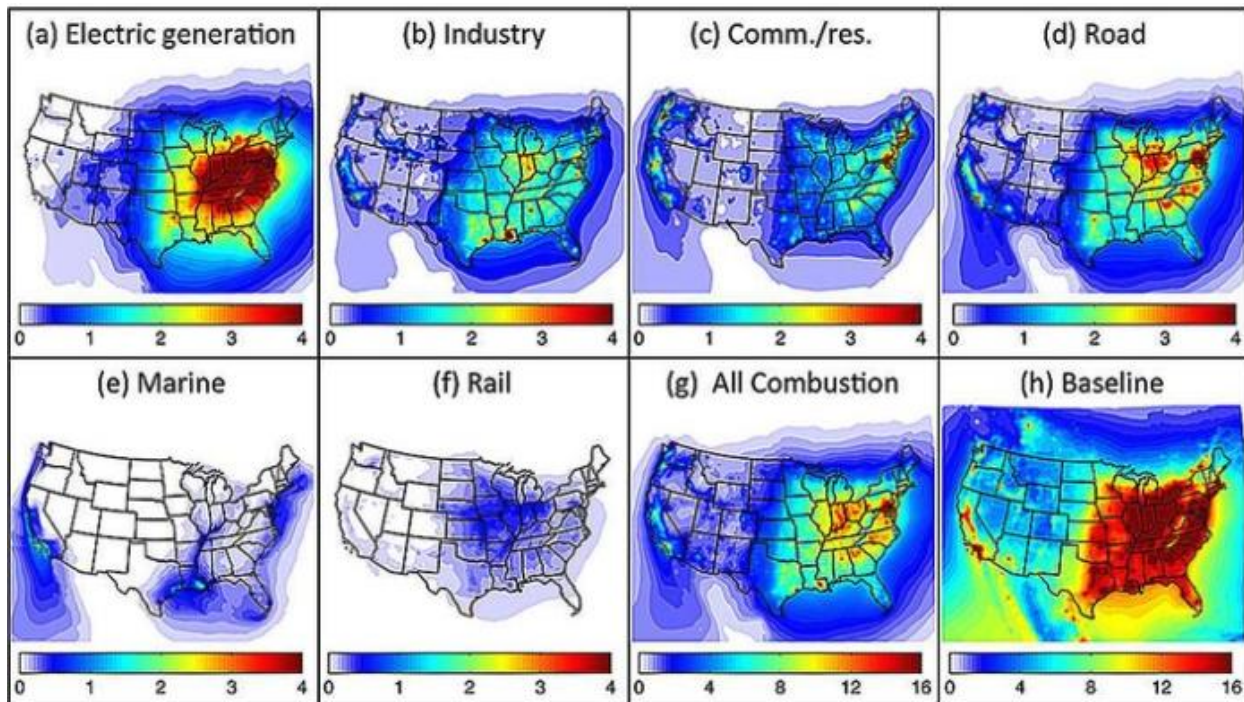 (a) Electric generation
(b) Industry
(c) Comm./res.
(d) Road
0 1 2 3 4
0 1 2 3 4
0 1 2 3 4
0 1 2 3 4
(e) Marine
(f) Rail
(g) All Combustion
(h) Baseline
0 1 2 3 4
0 1 2 3 4
0 4 8 12 16
0 4 8 12 16